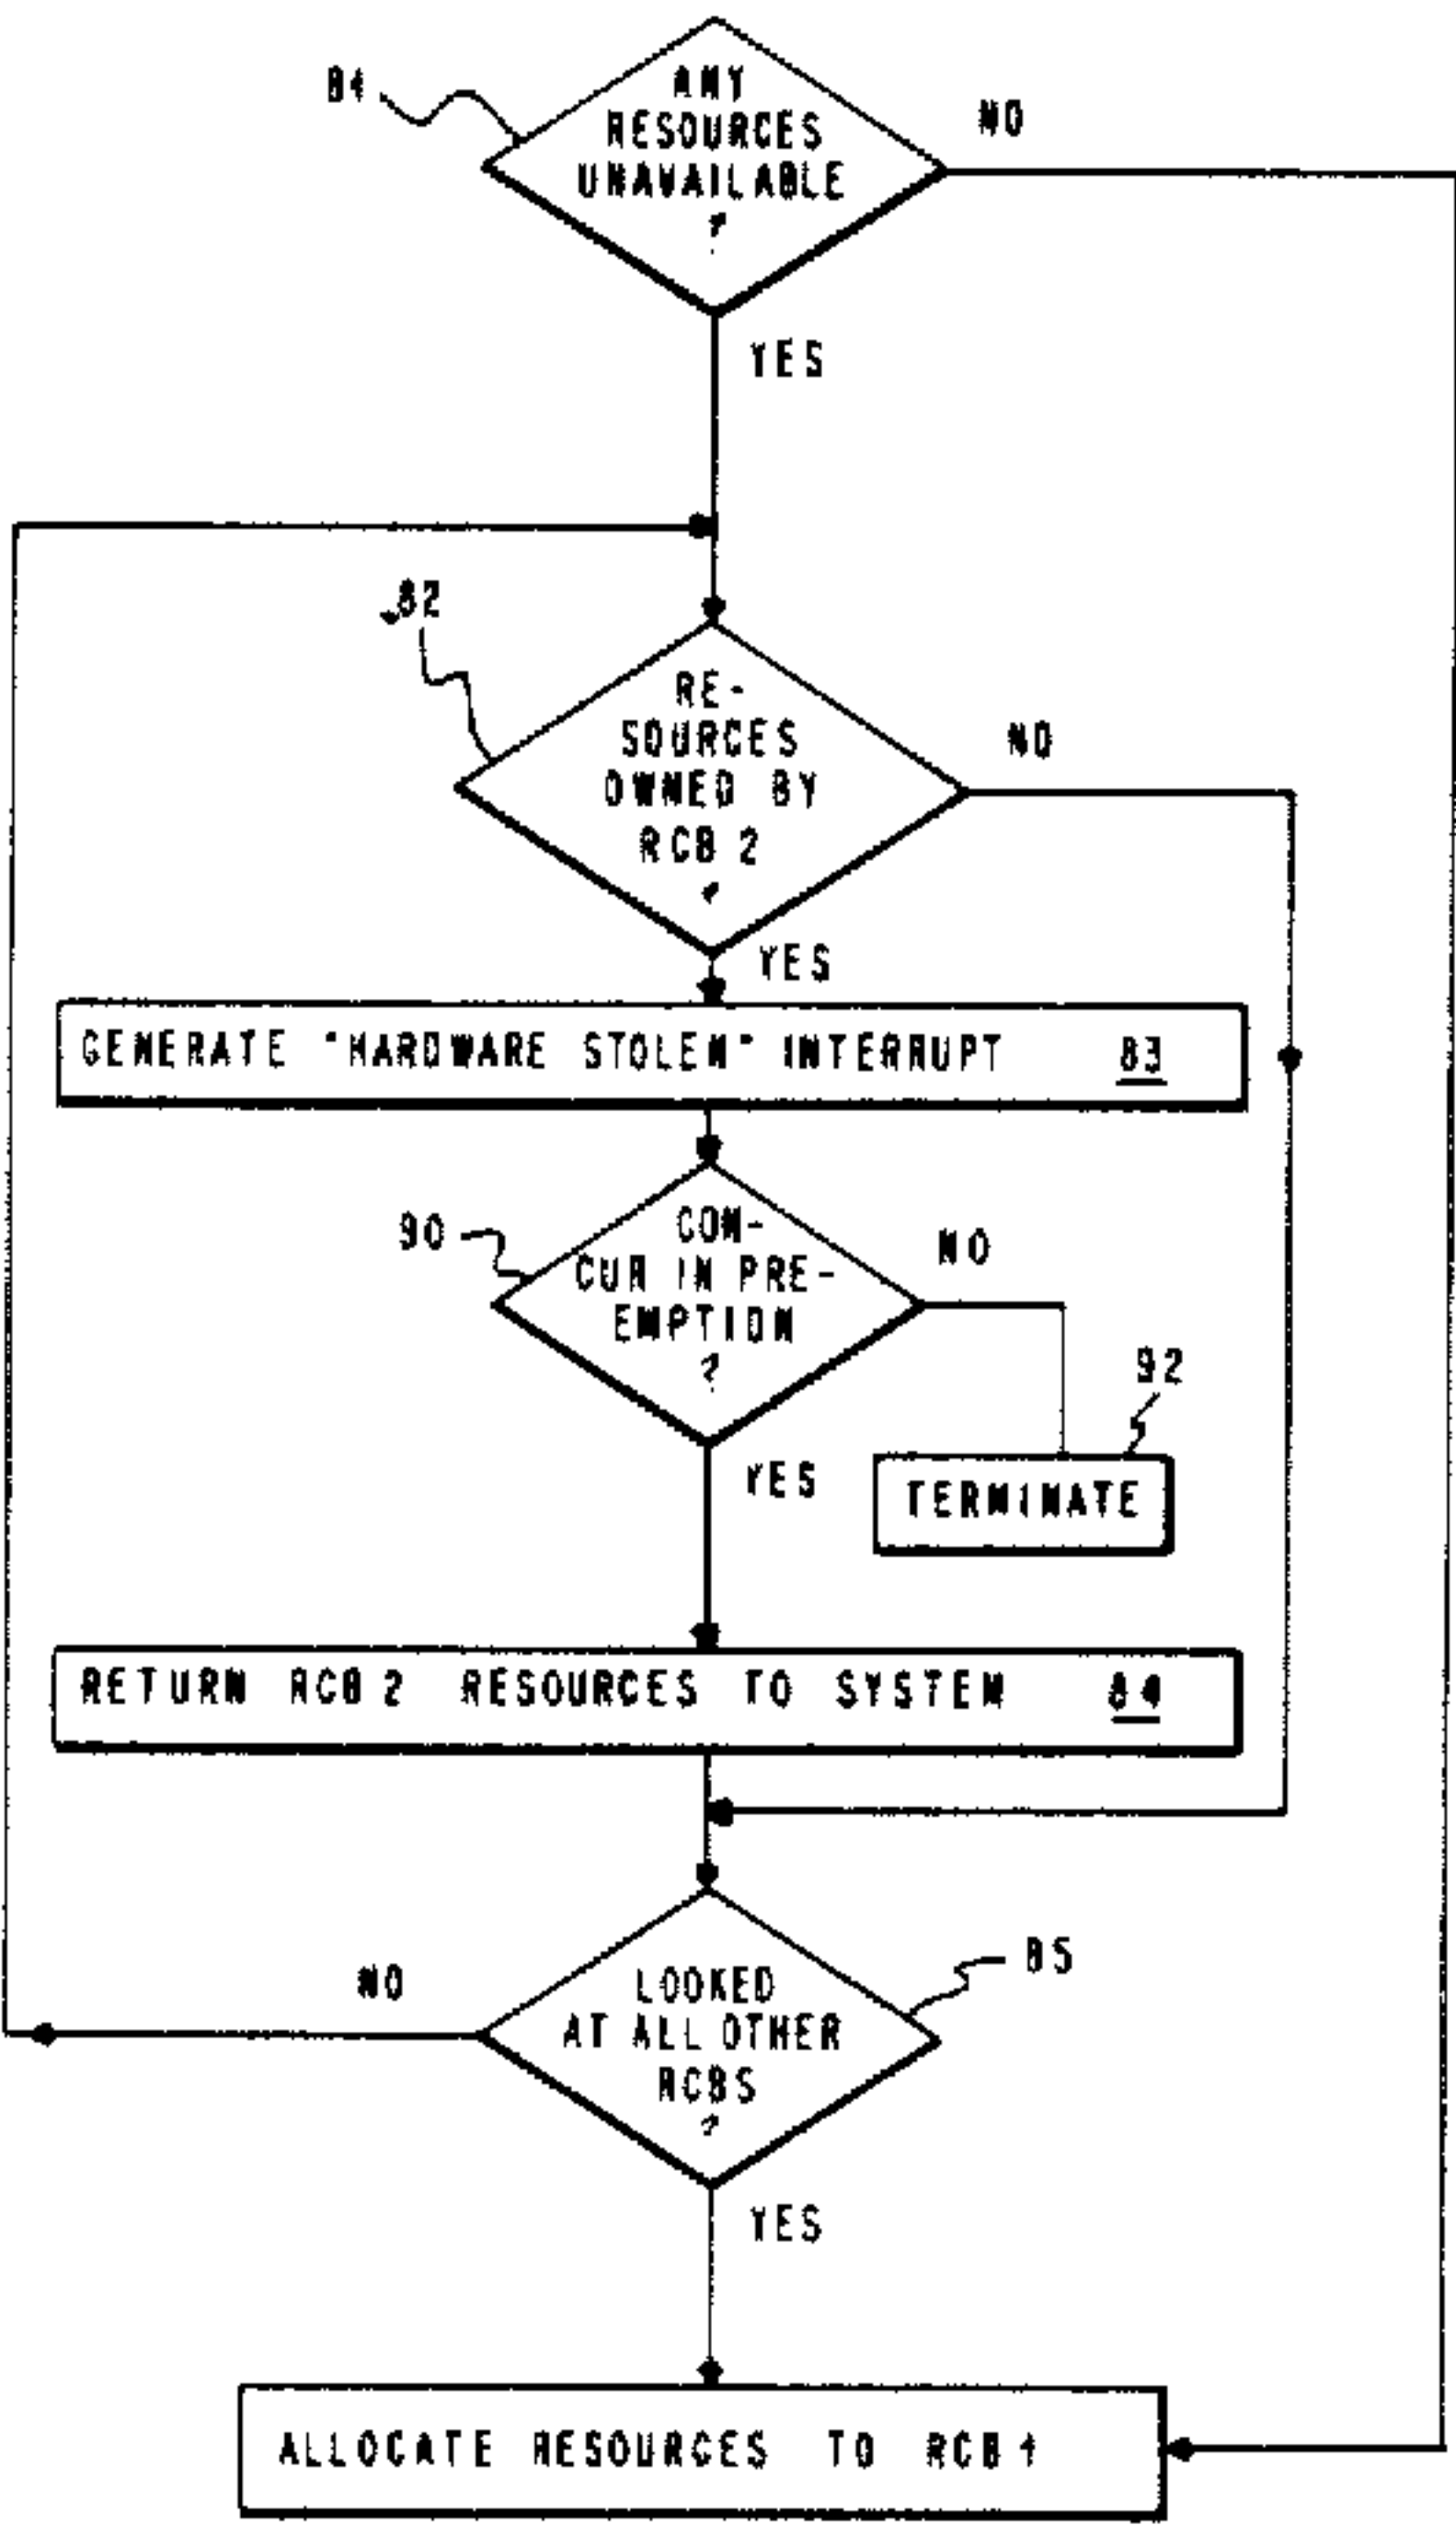 84
ANY
RESOURCES
UNAVAILABLE
?
NO
YES
82
RE-
SOURCES
OWNED BY
RCB 2
?
NO
YES
GENERATE "HARDWARE STOLEN" INTERRUPT 83
90
CON-
CUR IN PRE-
EMPTION
?
NO
92
TERMINATE
YES
RETURN RCB 2 RESOURCES TO SYSTEM 84
85
NO
LOOKED
AT ALL OTHER
RCBS
?
YES
ALLOCATE RESOURCES TO RCB 1